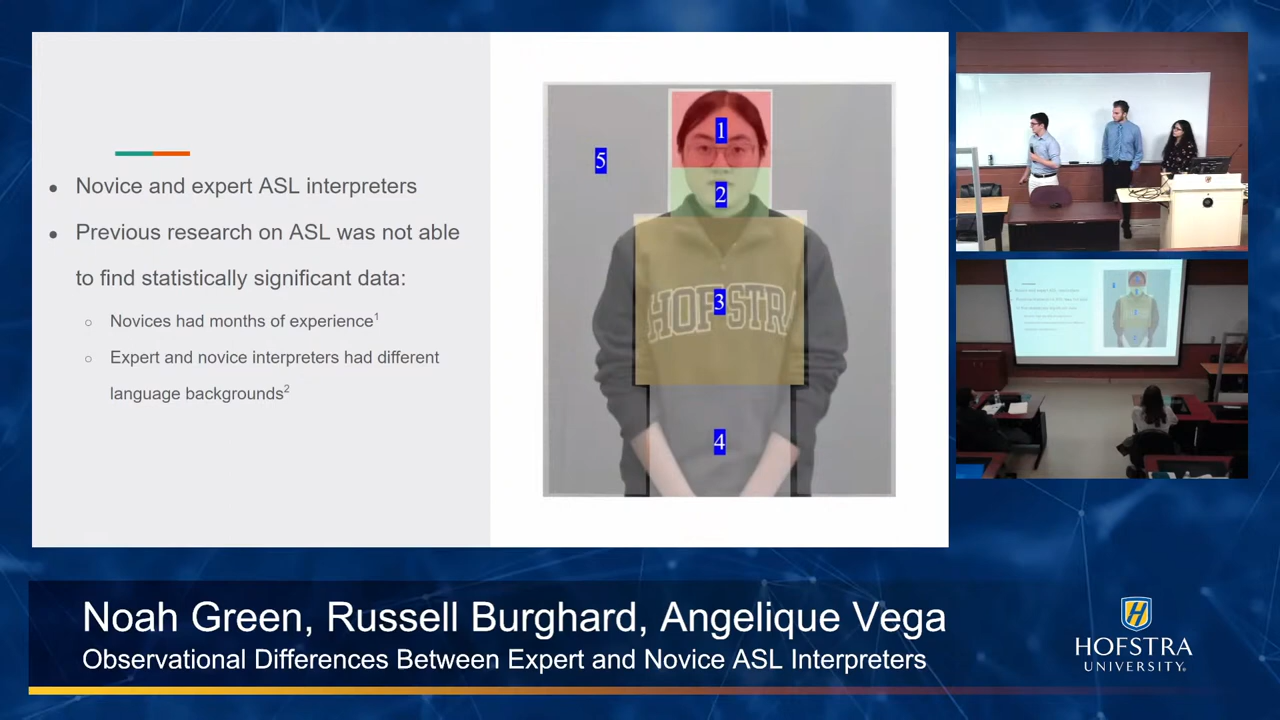 Novice and expert ASL interpreters
Previous research on ASL was not able
to find statistically significant data:
Novices had months of experience1
Expert and novice interpreters had different
language backgrounds2
1
5
2
HOFSTR
3
4
Noah Green, Russell Burghard, Angelique Vega
Observational Differences Between Expert and Novice ASL Interpreters
H
HOFSTRA
UNIVERSITY®